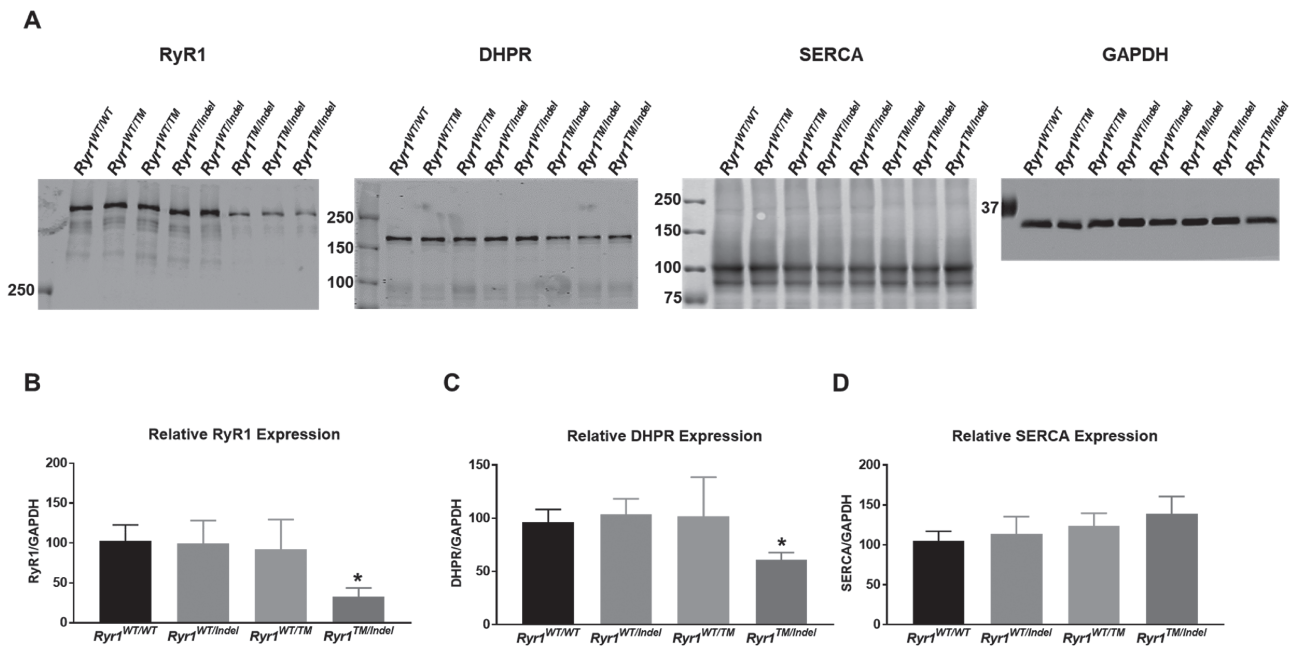 A
RyR1 DHPR SERCA GAPDH
Ryr1WT/WT Ryr1WT/TM Ryr1WT/TM Ryr1WT/Indel Ryr1WT/Indel Ryr1TM/Indel Ryr1TM/Indel Ryr1TM/Indel
250
Ryr1WT/WT Ryr1WT/TM Ryr1WT/TM Ryr1WT/Indel Ryr1WT/Indel Ryr1TM/Indel Ryr1TM/Indel Ryr1TM/Indel
250
150
100
Ryr1WT/WT Ryr1WT/TM Ryr1WT/TM Ryr1WT/Indel Ryr1WT/Indel Ryr1TM/Indel Ryr1TM/Indel Ryr1TM/Indel
250
150
100
75
Ryr1WT/WT Ryr1WT/TM Ryr1WT/TM Ryr1WT/Indel Ryr1WT/Indel Ryr1TM/Indel Ryr1TM/Indel Ryr1TM/Indel
37
B
Relative RyR1 Expression
RyR1/GAPDH
200
150
100
50
0
*
Ryr1WT/WT Ryr1WT/Indel Ryr1WT/TM Ryr1TM/Indel
C
Relative DHPR Expression
DHPR/GAPDH
150
100
50
0
*
Ryr1WT/WT Ryr1WT/Indel Ryr1WT/TM Ryr1TM/Indel
D
Relative SERCA Expression
SERCA/GAPDH
200
150
100
50
0
Ryr1WT/WT Ryr1WT/Indel Ryr1WT/TM Ryr1TM/Indel